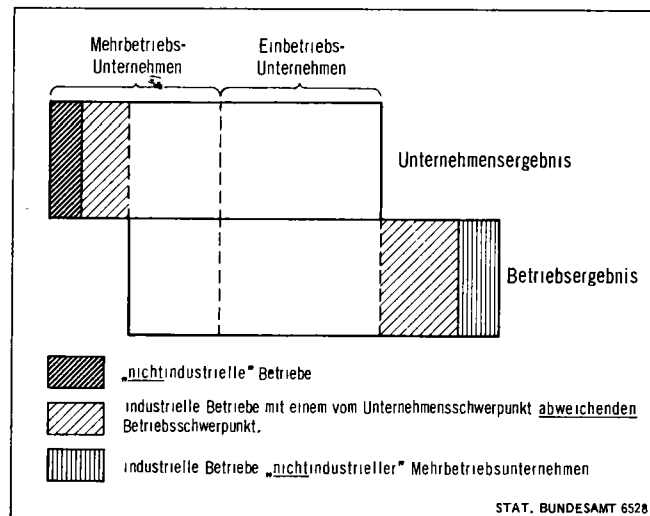 Mehrbetriebs-
Unternehmen
Einbetriebs-
Unternehmen
Unternehmensergebnis
Betriebsergebnis
„nichtindustrielle“ Betriebe
industrielle Betriebe mit einem vom Unternehmensschwerpunkt abweichenden
Betriebsschwerpunkt.
industrielle Betriebe „nichtindustrieller“ Mehrbetriebsunternehmen
STAT. BUNDESAMT 6528